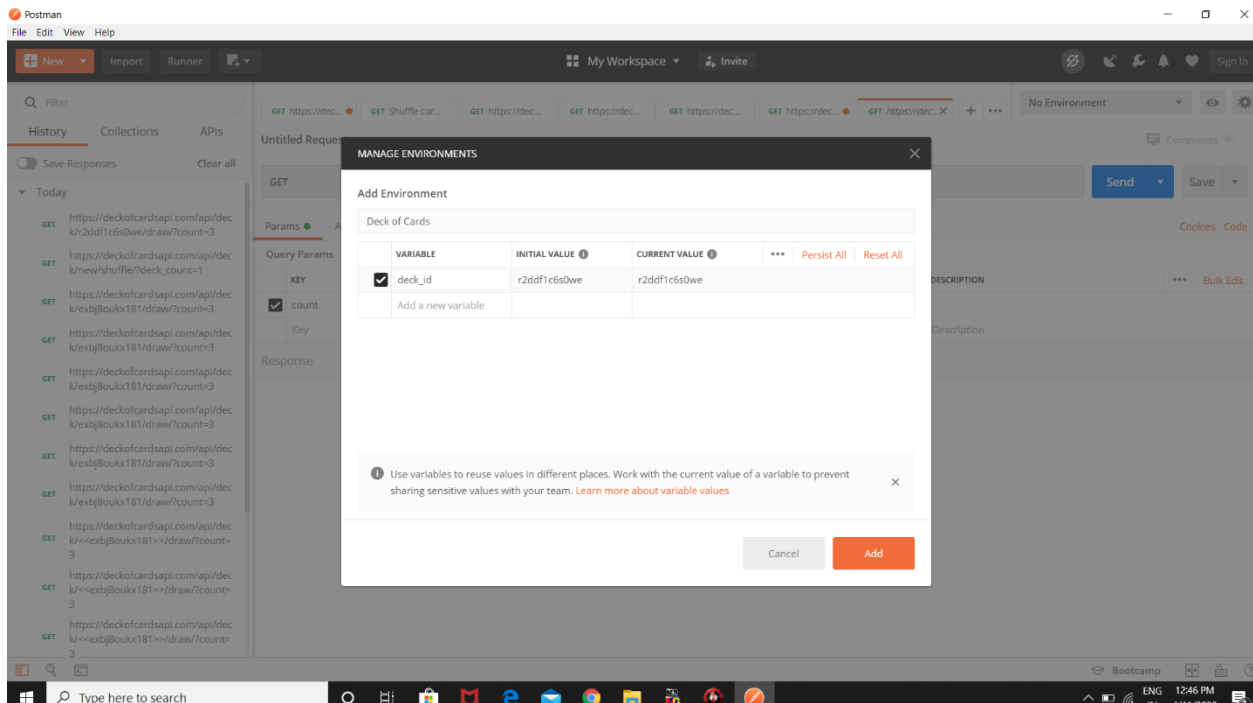 Postman
File Edit View Help
New Import Runner My Workspace Invite Sign In
Filter
History Collections APIs
Save Responses Clear all
Today
GET https://deckofcardsapi.com/api/dec
k/r2ddf1c6s0we/draw/?count=3
GET https://deckofcardsapi.com/api/dec
k/new/shuffle/?deck_count=1
GET https://deckofcardsapi.com/api/dec
k/exbj8oukx181/draw/?count=3
GET https://deckofcardsapi.com/api/dec
k/exbj8oukx181/draw/?count=3
GET https://deckofcardsapi.com/api/dec
k/exbj8oukx181/draw/?count=3
GET https://deckofcardsapi.com/api/dec
k/exbj8oukx181/draw/?count=3
GET https://deckofcardsapi.com/api/dec
k/exbj8oukx181/draw/?count=3
GET https://deckofcardsapi.com/api/dec
k/exbj8oukx181/draw/?count=3
GET https://deckofcardsapi.com/api/dec
k/<<exbj8oukx181>>/draw/?count=
3
GET https://deckofcardsapi.com/api/dec
k/<<exbj8oukx181>>/draw/?count=
3
GET https://deckofcardsapi.com/api/dec
k/<<exbj8oukx181>>/draw/?count=
3
GET https://dec... GET Shuffle car... GET https://dec... GET https://dec... GET https://dec... GET https://dec... GET https://dec... X + ... No Environment
Untitled Reque Comments 0
GET Send Save
Params A Cookies Code
Query Params
KEY DESCRIPTION ... Bulk Edit
count
Key Description
Response
MANAGE ENVIRONMENTS
Add Environment
Deck of Cards
VARIABLE INITIAL VALUE CURRENT VALUE ... Persist All Reset All
deck_id r2ddf1c6s0we r2ddf1c6s0we
Add a new variable
Use variables to reuse values in different places. Work with the current value of a variable to prevent
sharing sensitive values with your team. Learn more about variable values
Cancel Add
Bootcamp
Type here to search ENG 12:46 PM